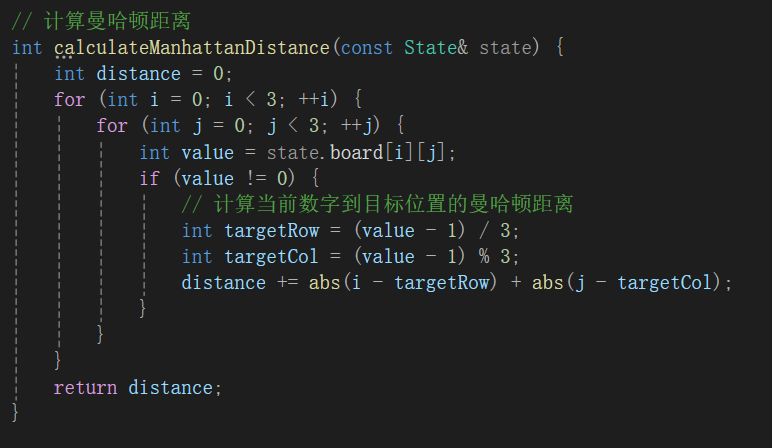 // 计算曼哈顿距离
int calculateManhattanDistance(const State& state) {
    int distance = 0;
    for (int i = 0; i < 3; ++i) {
        for (int j = 0; j < 3; ++j) {
            int value = state.board[i][j];
            if (value != 0) {
                // 计算当前数字到目标位置的曼哈顿距离
                int targetRow = (value - 1) / 3;
                int targetCol = (value - 1) % 3;
                distance += abs(i - targetRow) + abs(j - targetCol);
            }
        }
    }
    return distance;
}